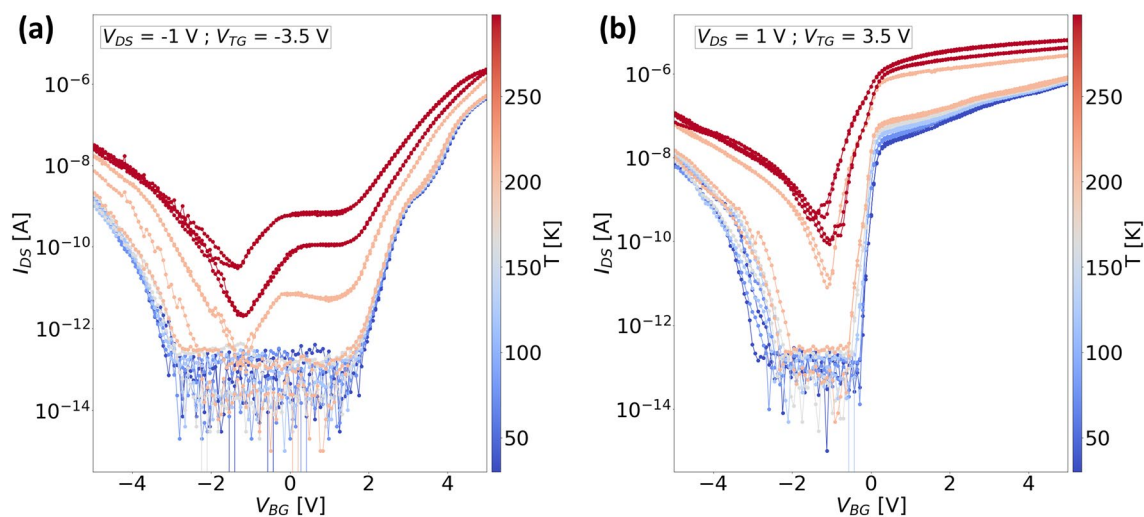 (a)
V_DS = -1 V ; V_TG = -3.5 V
10⁻⁶
10⁻⁸
10⁻¹⁰
10⁻¹²
10⁻¹⁴
I_DS [A]
−4 −2 0 2 4
V_BG [V]
250
200
150
100
50
T [K]
(b)
V_DS = 1 V ; V_TG = 3.5 V
10⁻⁶
10⁻⁸
10⁻¹⁰
10⁻¹²
10⁻¹⁴
I_DS [A]
−4 −2 0 2 4
V_BG [V]
250
200
150
100
50
T [K]